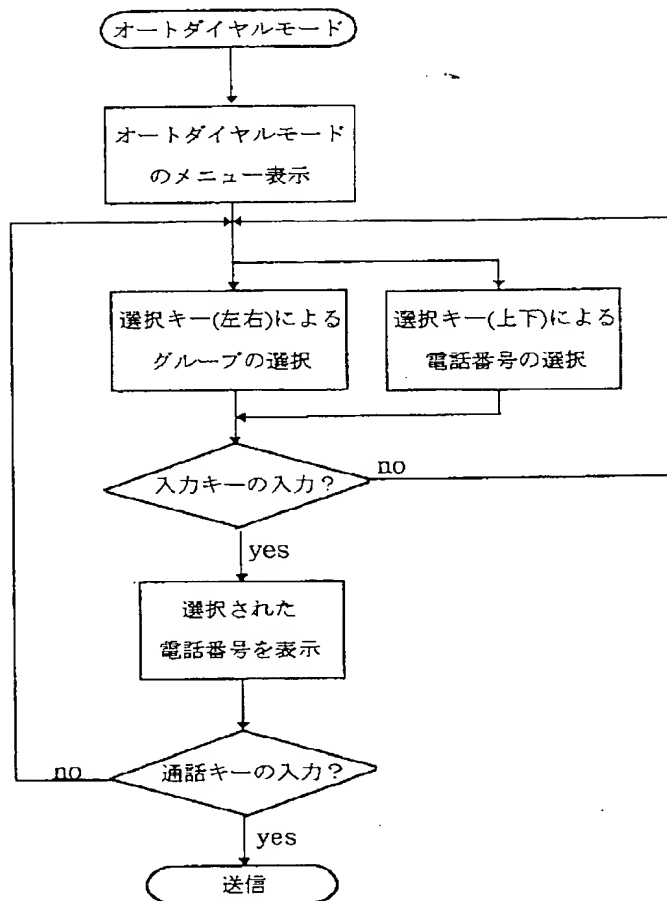 オートダイヤルモード
オートダイヤルモード
のメニュー表示
選択キー(左右)による
グループの選択
選択キー(上下)による
電話番号の選択
入力キーの入力？
no
yes
選択された
電話番号を表示
通話キーの入力？
no
yes
送信